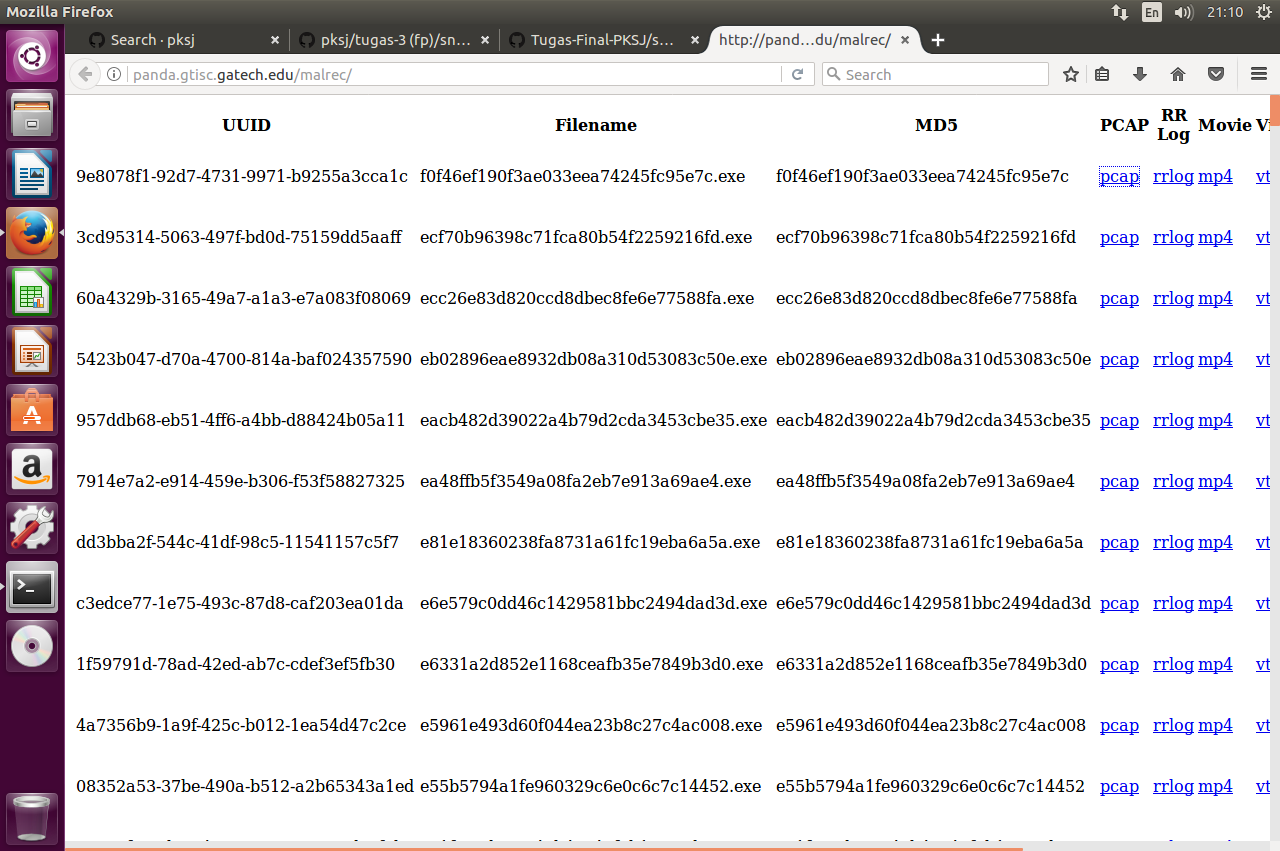 Mozilla Firefox En 21:10
Search · pksj pksj/tugas-3 (fp)/sn... Tugas-Final-PKSJ/s... http://pand...du/malrec/
panda.gtisc.gatech.edu/malrec/ Search
UUID Filename MD5 PCAP RR Log Movie
9e8078f1-92d7-4731-9971-b9255a3cca1c f0f46ef190f3ae033eea74245fc95e7c.exe f0f46ef190f3ae033eea74245fc95e7c pcap rrlog mp4 vt
3cd95314-5063-497f-bd0d-75159dd5aaff ecf70b96398c71fca80b54f2259216fd.exe ecf70b96398c71fca80b54f2259216fd pcap rrlog mp4 vt
60a4329b-3165-49a7-a1a3-e7a083f08069 ecc26e83d820ccd8dbec8fe6e77588fa.exe ecc26e83d820ccd8dbec8fe6e77588fa pcap rrlog mp4 vt
5423b047-d70a-4700-814a-baf024357590 eb02896eae8932db08a310d53083c50e.exe eb02896eae8932db08a310d53083c50e pcap rrlog mp4 vt
957ddb68-eb51-4ff6-a4bb-d88424b05a11 eacb482d39022a4b79d2cda3453cbe35.exe eacb482d39022a4b79d2cda3453cbe35 pcap rrlog mp4 vt
7914e7a2-e914-459e-b306-f53f58827325 ea48ffb5f3549a08fa2eb7e913a69ae4.exe ea48ffb5f3549a08fa2eb7e913a69ae4 pcap rrlog mp4 vt
dd3bba2f-544c-41df-98c5-11541157c5f7 e81e18360238fa8731a61fc19eba6a5a.exe e81e18360238fa8731a61fc19eba6a5a pcap rrlog mp4 vt
c3edce77-1e75-493c-87d8-caf203ea01da e6e579c0dd46c1429581bbc2494dad3d.exe e6e579c0dd46c1429581bbc2494dad3d pcap rrlog mp4 vt
1f59791d-78ad-42ed-ab7c-cdef3ef5fb30 e6331a2d852e1168ceafb35e7849b3d0.exe e6331a2d852e1168ceafb35e7849b3d0 pcap rrlog mp4 vt
4a7356b9-1a9f-425c-b012-1ea54d47c2ce e5961e493d60f044ea23b8c27c4ac008.exe e5961e493d60f044ea23b8c27c4ac008 pcap rrlog mp4 vt
08352a53-37be-490a-b512-a2b65343a1ed e55b5794a1fe960329c6e0c6c7c14452.exe e55b5794a1fe960329c6e0c6c7c14452 pcap rrlog mp4 vt